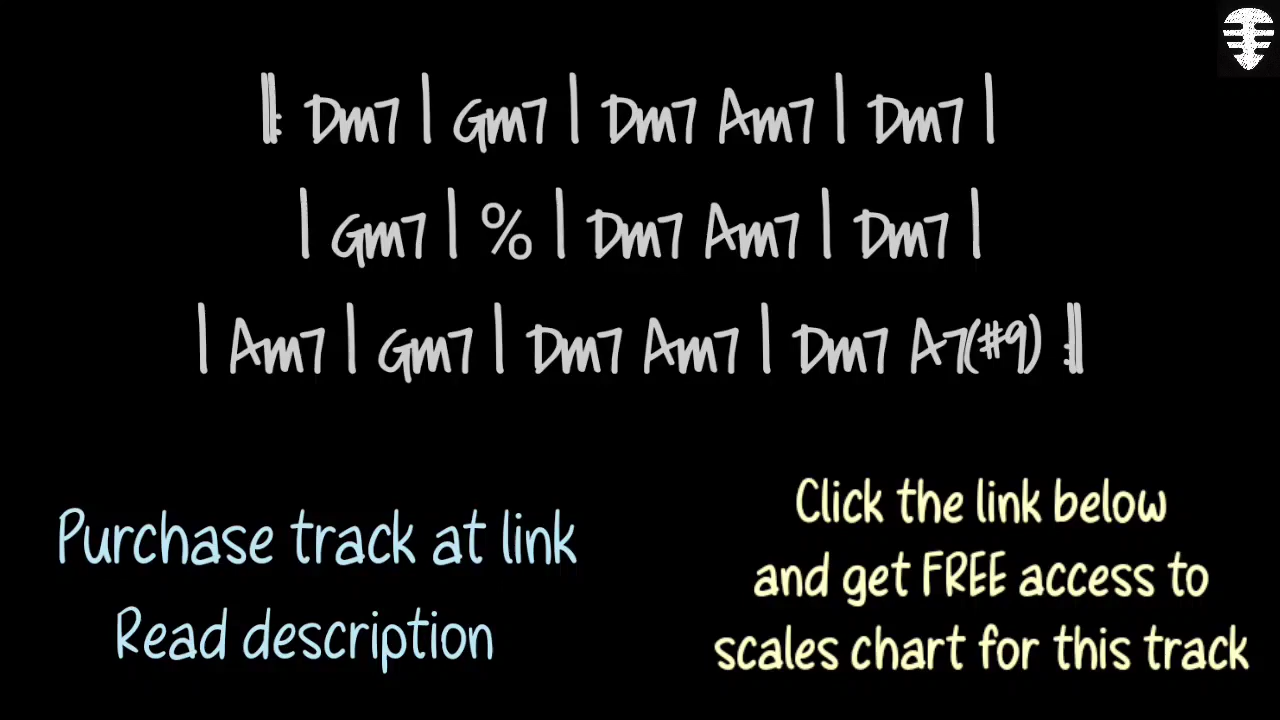 ‖: Dm7 | Gm7 | Dm7 Am7 | Dm7 |
| Gm7 | % | Dm7 Am7 | Dm7 |
| Am7 | Gm7 | Dm7 Am7 | Dm7 A7(#9) :‖
Purchase track at link
Read description
Click the link below
and get FREE access to
scales chart for this track